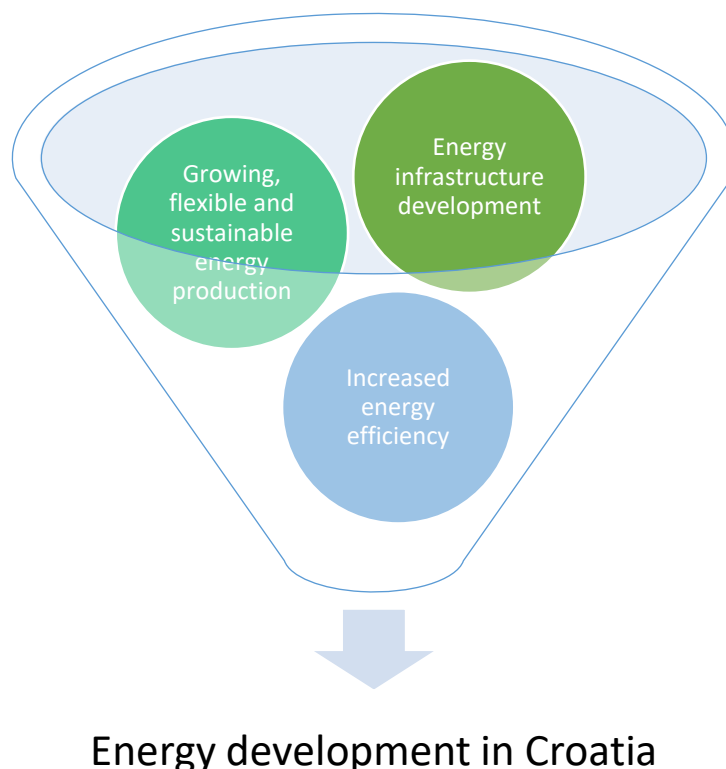 Energy
infrastructure
development
Growing,
flexible and
sustainable
energy
production
Increased
energy
efficiency
Energy development in Croatia